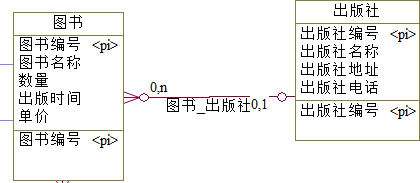 图书
图书编号 <pi>
图书名称
数量
出版时间
单价
图书编号 <pi>
0,n
图书_出版社0,1
出版社
出版社编号 <pi>
出版社名称
出版社地址
出版社电话
出版社编号 <pi>